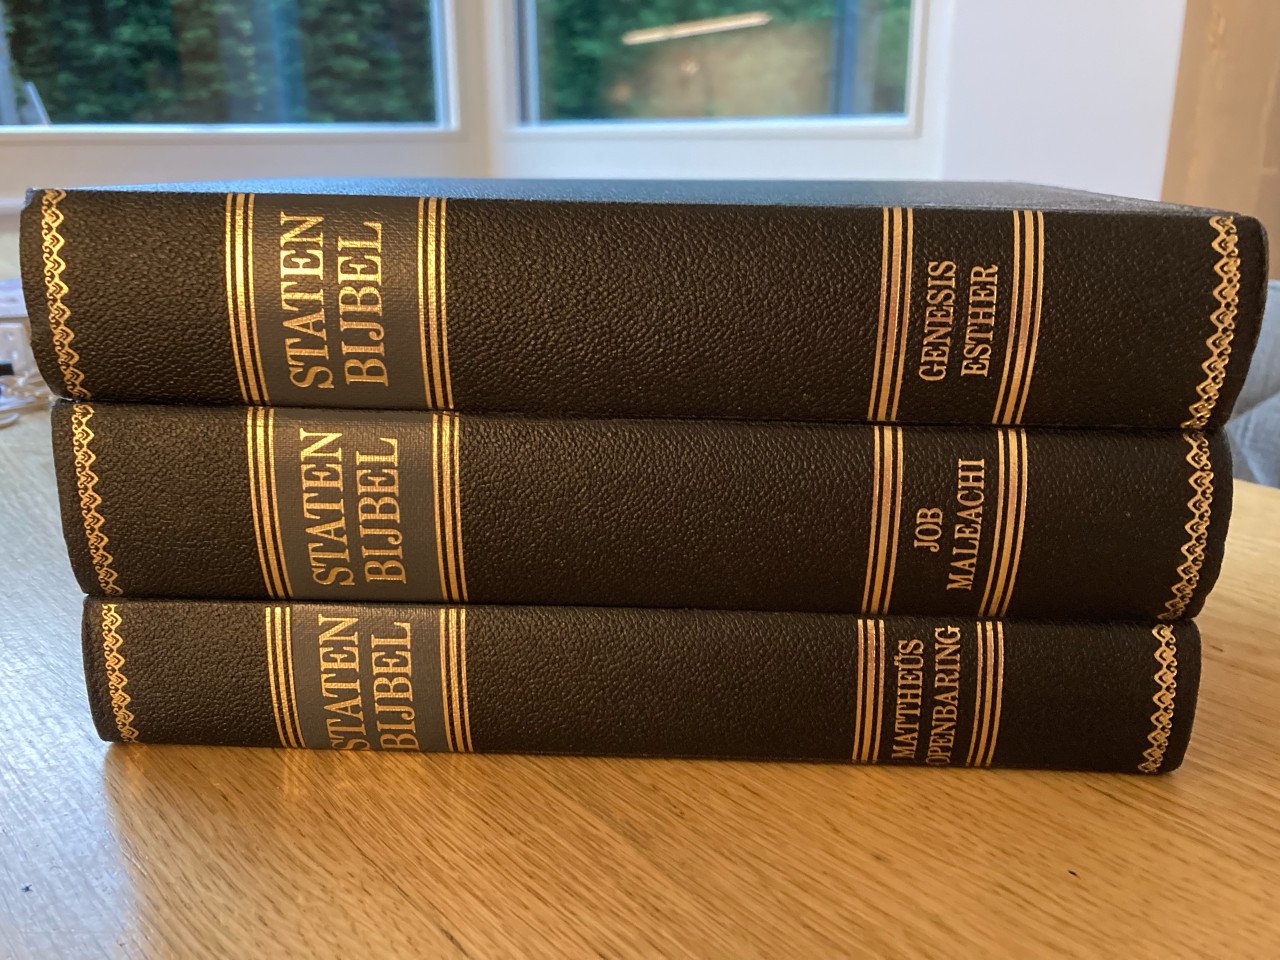 STATEN
BIJBEL
GENESIS
ESTHER
STATEN
BIJBEL
JOB
MALEACHI
STATEN
BIJBEL
MATTHEÜS
OPENBARING